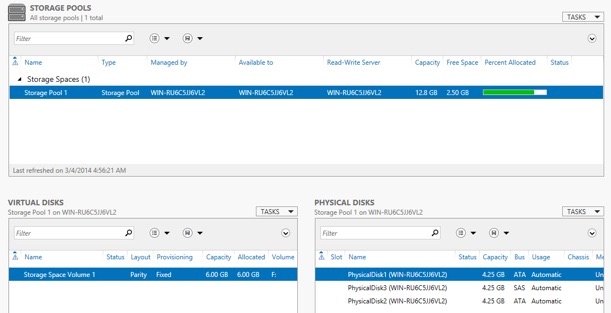 STORAGE POOLS
All storage pools | 1 total
TASKS
Filter
Name Type Managed by Available to Read-Write Server Capacity Free Space Percent Allocated Status
Storage Spaces (1)
Storage Pool 1 Storage Pool WIN-RU6C5JJ6VL2 WIN-RU6C5JJ6VL2 WIN-RU6C5JJ6VL2 12.8 GB 2.50 GB
Last refreshed on 3/4/2014 4:56:21 AM
VIRTUAL DISKS
Storage Pool 1 on WIN-RU6C5JJ6VL2
TASKS
Filter
Name Status Layout Provisioning Capacity Allocated Volume
Storage Space Volume 1 Parity Fixed 6.00 GB 6.00 GB F:
PHYSICAL DISKS
Storage Pool 1 on WIN-RU6C5JJ6VL2
TASKS
Filter
Slot Name Status Capacity Bus Usage Chassis Me
PhysicalDisk1 (WIN-RU6C5JJ6VL2) 4.25 GB ATA Automatic Un
PhysicalDisk3 (WIN-RU6C5JJ6VL2) 4.25 GB SAS Automatic Un
PhysicalDisk2 (WIN-RU6C5JJ6VL2) 4.25 GB ATA Automatic Un